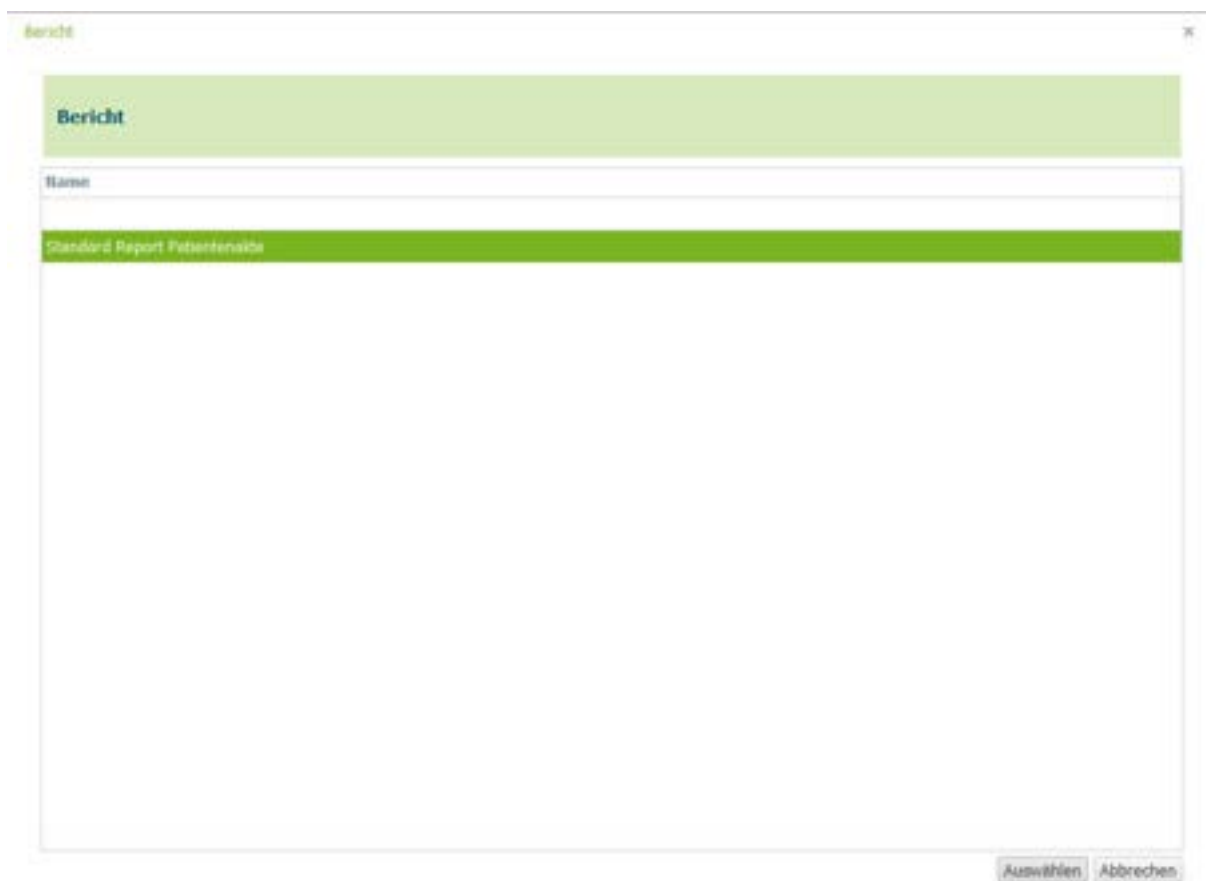 Bericht
×
Bericht
Name
Standard Report Patientenakte
Auswählen Abbrechen